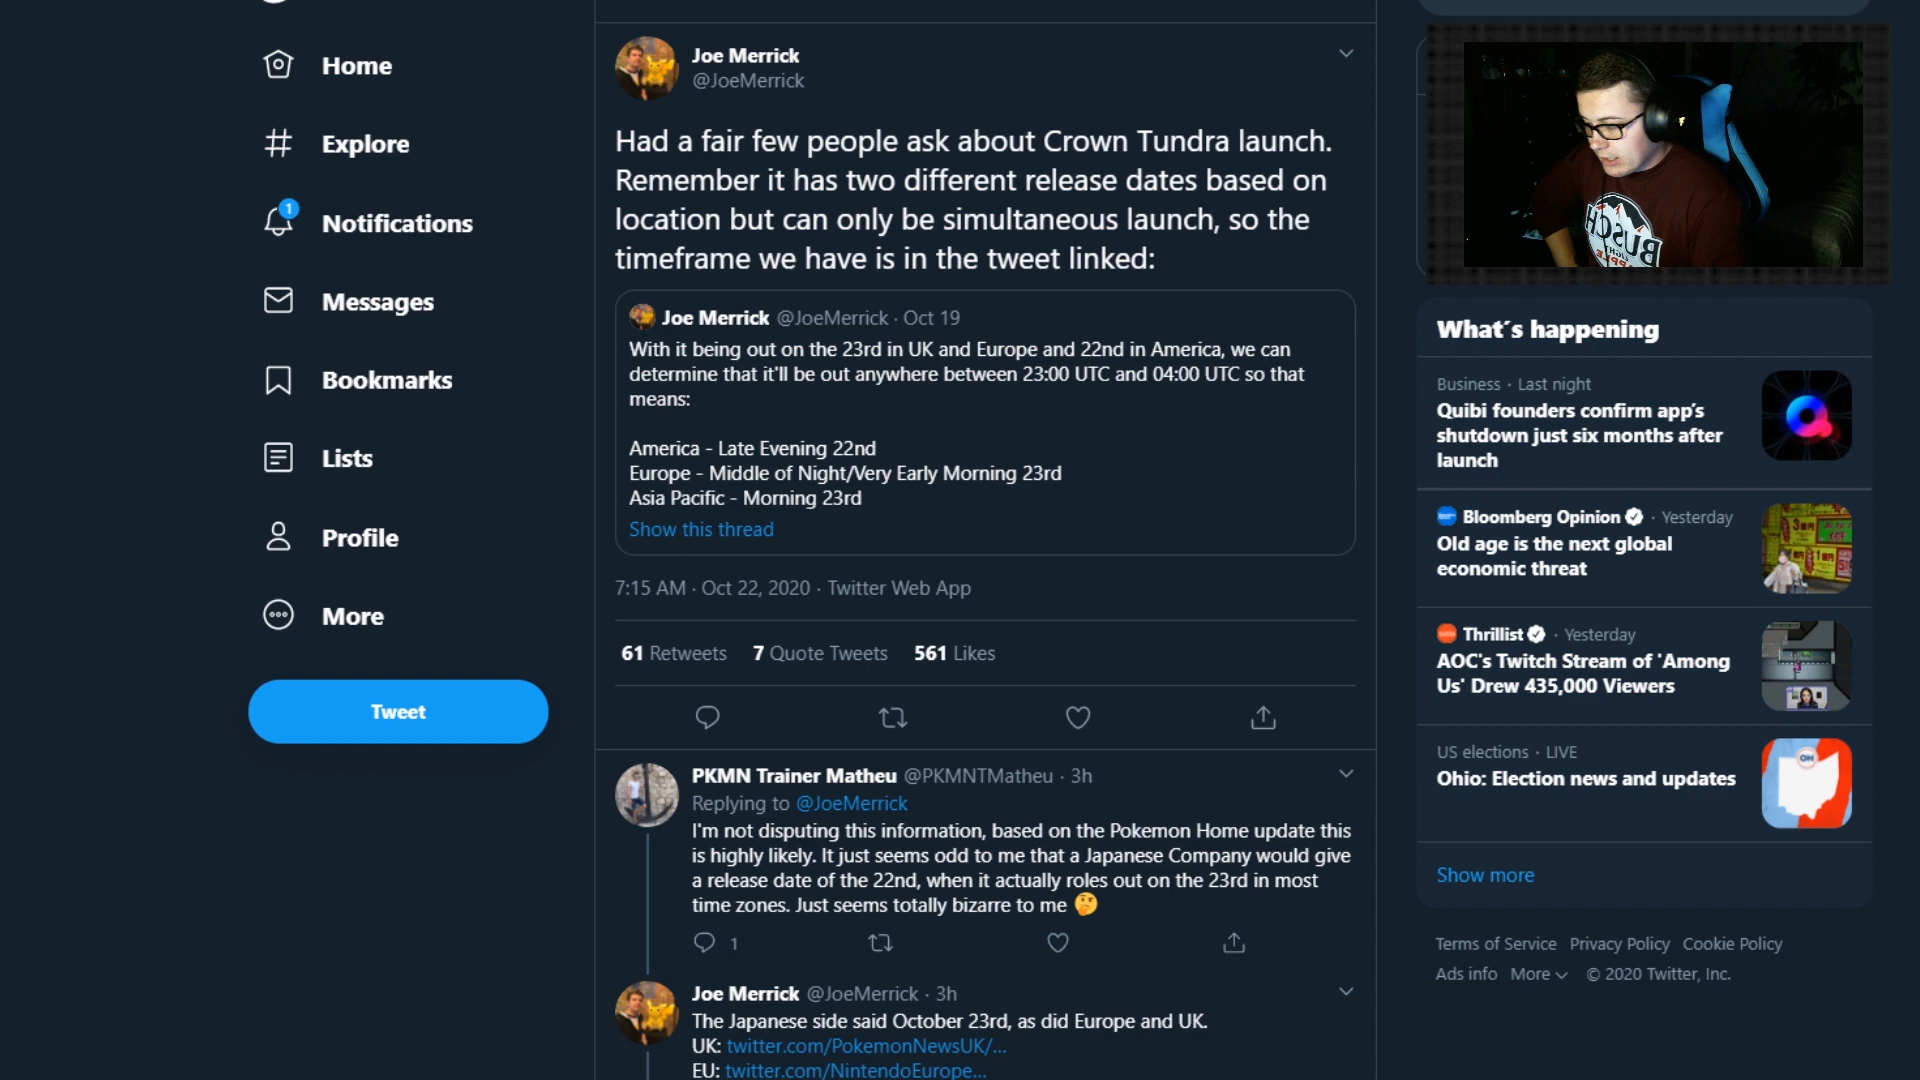 Home
Explore
1
Notifications
Messages
Bookmarks
Lists
Profile
More
Tweet
Joe Merrick
@JoeMerrick
Had a fair few people ask about Crown Tundra launch.
Remember it has two different release dates based on
location but can only be simultaneous launch, so the
timeframe we have is in the tweet linked:
Joe Merrick @JoeMerrick · Oct 19
With it being out on the 23rd in UK and Europe and 22nd in America, we can
determine that it'll be out anywhere between 23:00 UTC and 04:00 UTC so that
means:
America - Late Evening 22nd
Europe - Middle of Night/Very Early Morning 23rd
Asia Pacific - Morning 23rd
Show this thread
7:15 AM · Oct 22, 2020 · Twitter Web App
61 Retweets 7 Quote Tweets 561 Likes
PKMN Trainer Matheu @PKMNTMatheu · 3h
Replying to @JoeMerrick
I'm not disputing this information, based on the Pokemon Home update this
is highly likely. It just seems odd to me that a Japanese Company would give
a release date of the 22nd, when it actually roles out on the 23rd in most
time zones. Just seems totally bizarre to me 🤔
1
Joe Merrick @JoeMerrick · 3h
The Japanese side said October 23rd, as did Europe and UK.
UK: twitter.com/PokemonNewsUK/...
EU: twitter.com/NintendoEurope...
BUSCH
What´s happening
Business · Last night
Quibi founders confirm app's
shutdown just six months after
launch
Bloomberg Opinion · Yesterday
Old age is the next global
economic threat
Thrillist · Yesterday
AOC's Twitch Stream of 'Among
Us' Drew 435,000 Viewers
US elections · LIVE
Ohio: Election news and updates
OH
Show more
Terms of Service Privacy Policy Cookie Policy
Ads info More © 2020 Twitter, Inc.